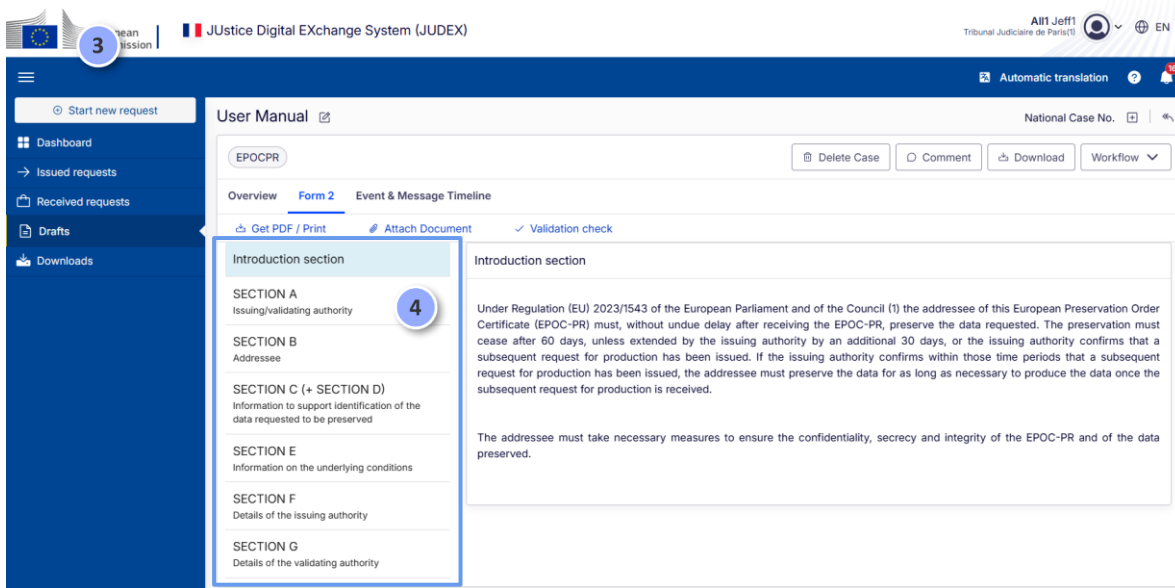 JUstice Digital EXchange System (JUDEX)
All1 Jeff1
Tribunal Judiciaire de Paris(1)
EN
3
Automatic translation
16
Start new request
Dashboard
Issued requests
Received requests
Drafts
Downloads
User Manual
National Case No.
EPOCPR
Delete Case
Comment
Download
Workflow
Overview
Form 2
Event & Message Timeline
Get PDF / Print
Attach Document
Validation check
Introduction section
SECTION A
Issuing/validating authority
4
SECTION B
Addressee
SECTION C (+ SECTION D)
Information to support identification of the
data requested to be preserved
SECTION E
Information on the underlying conditions
SECTION F
Details of the issuing authority
SECTION G
Details of the validating authority
Introduction section
Under Regulation (EU) 2023/1543 of the European Parliament and of the Council (1) the addressee of this European Preservation Order
Certificate (EPOC-PR) must, without undue delay after receiving the EPOC-PR, preserve the data requested. The preservation must
cease after 60 days, unless extended by the issuing authority by an additional 30 days, or the issuing authority confirms that a
subsequent request for production has been issued. If the issuing authority confirms within those time periods that a subsequent
request for production has been issued, the addressee must preserve the data for as long as necessary to produce the data once the
subsequent request for production is received.
The addressee must take necessary measures to ensure the confidentiality, secrecy and integrity of the EPOC-PR and of the data
preserved.